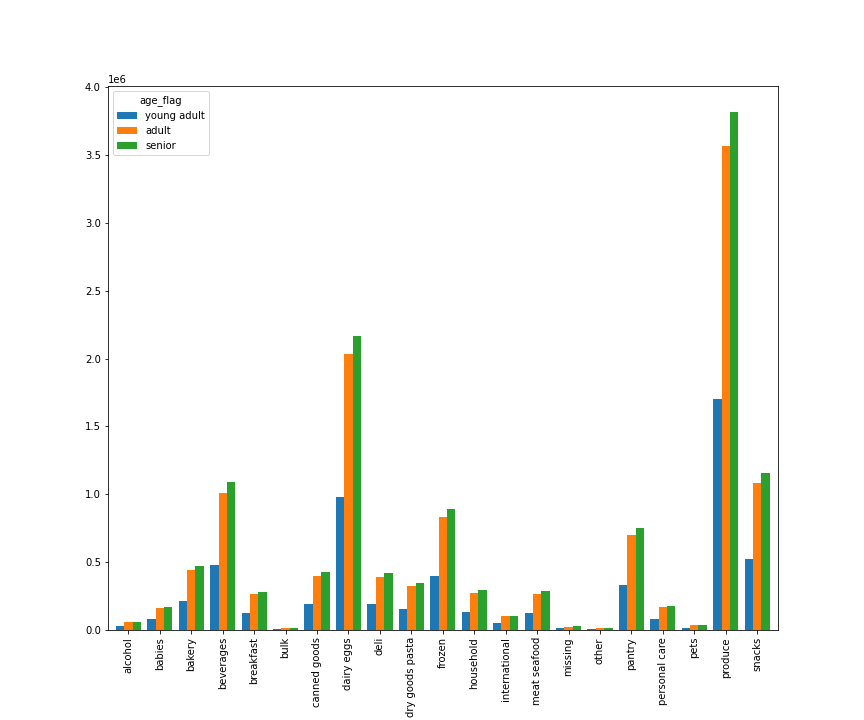 1e6
4.0
3.5
3.0
2.5
2.0
1.5
1.0
0.5
0.0
age_flag
young adult
adult
senior
alcohol
babies
bakery
beverages
breakfast
bulk
canned goods
dairy eggs
deli
dry goods pasta
frozen
household
international
meat seafood
missing
other
pantry
personal care
pets
produce
snacks